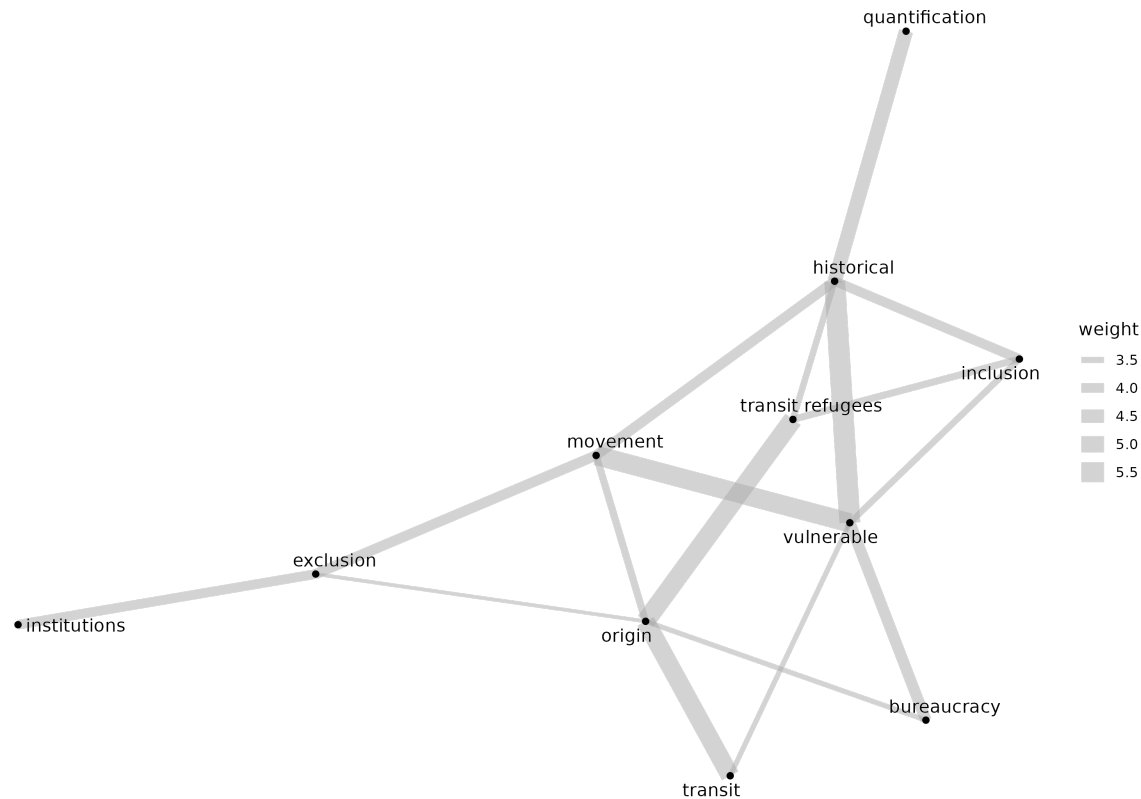 quantification
historical
weight
3.5
inclusion
4.0
transit refugees
4.5
movement
5.0
5.5
vulnerable
exclusion
institutions
origin
bureaucracy
transit